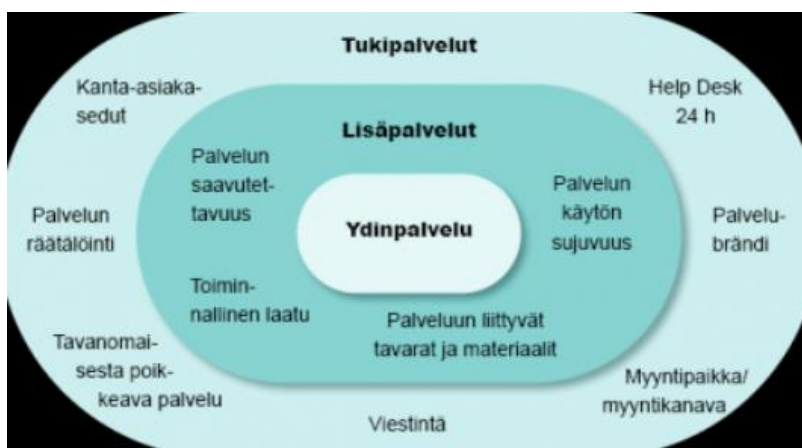 Tukipalvelut
Kanta-asiaka-
sedut
Help Desk
24 h
Lisäpalvelut
Palvelun
saavutet-
tavuus
Palvelun
käytön
sujuvuus
Palvelun
räätälöinti
Ydinpalvelu
Palvelu-
brändi
Toimin-
nallinen laatu
Palveluun liittyvät
tavarat ja materiaalit
Tavanomai-
sesta poik-
keava palvelu
Myyntipaikka/
myyntikanava
Viestintä